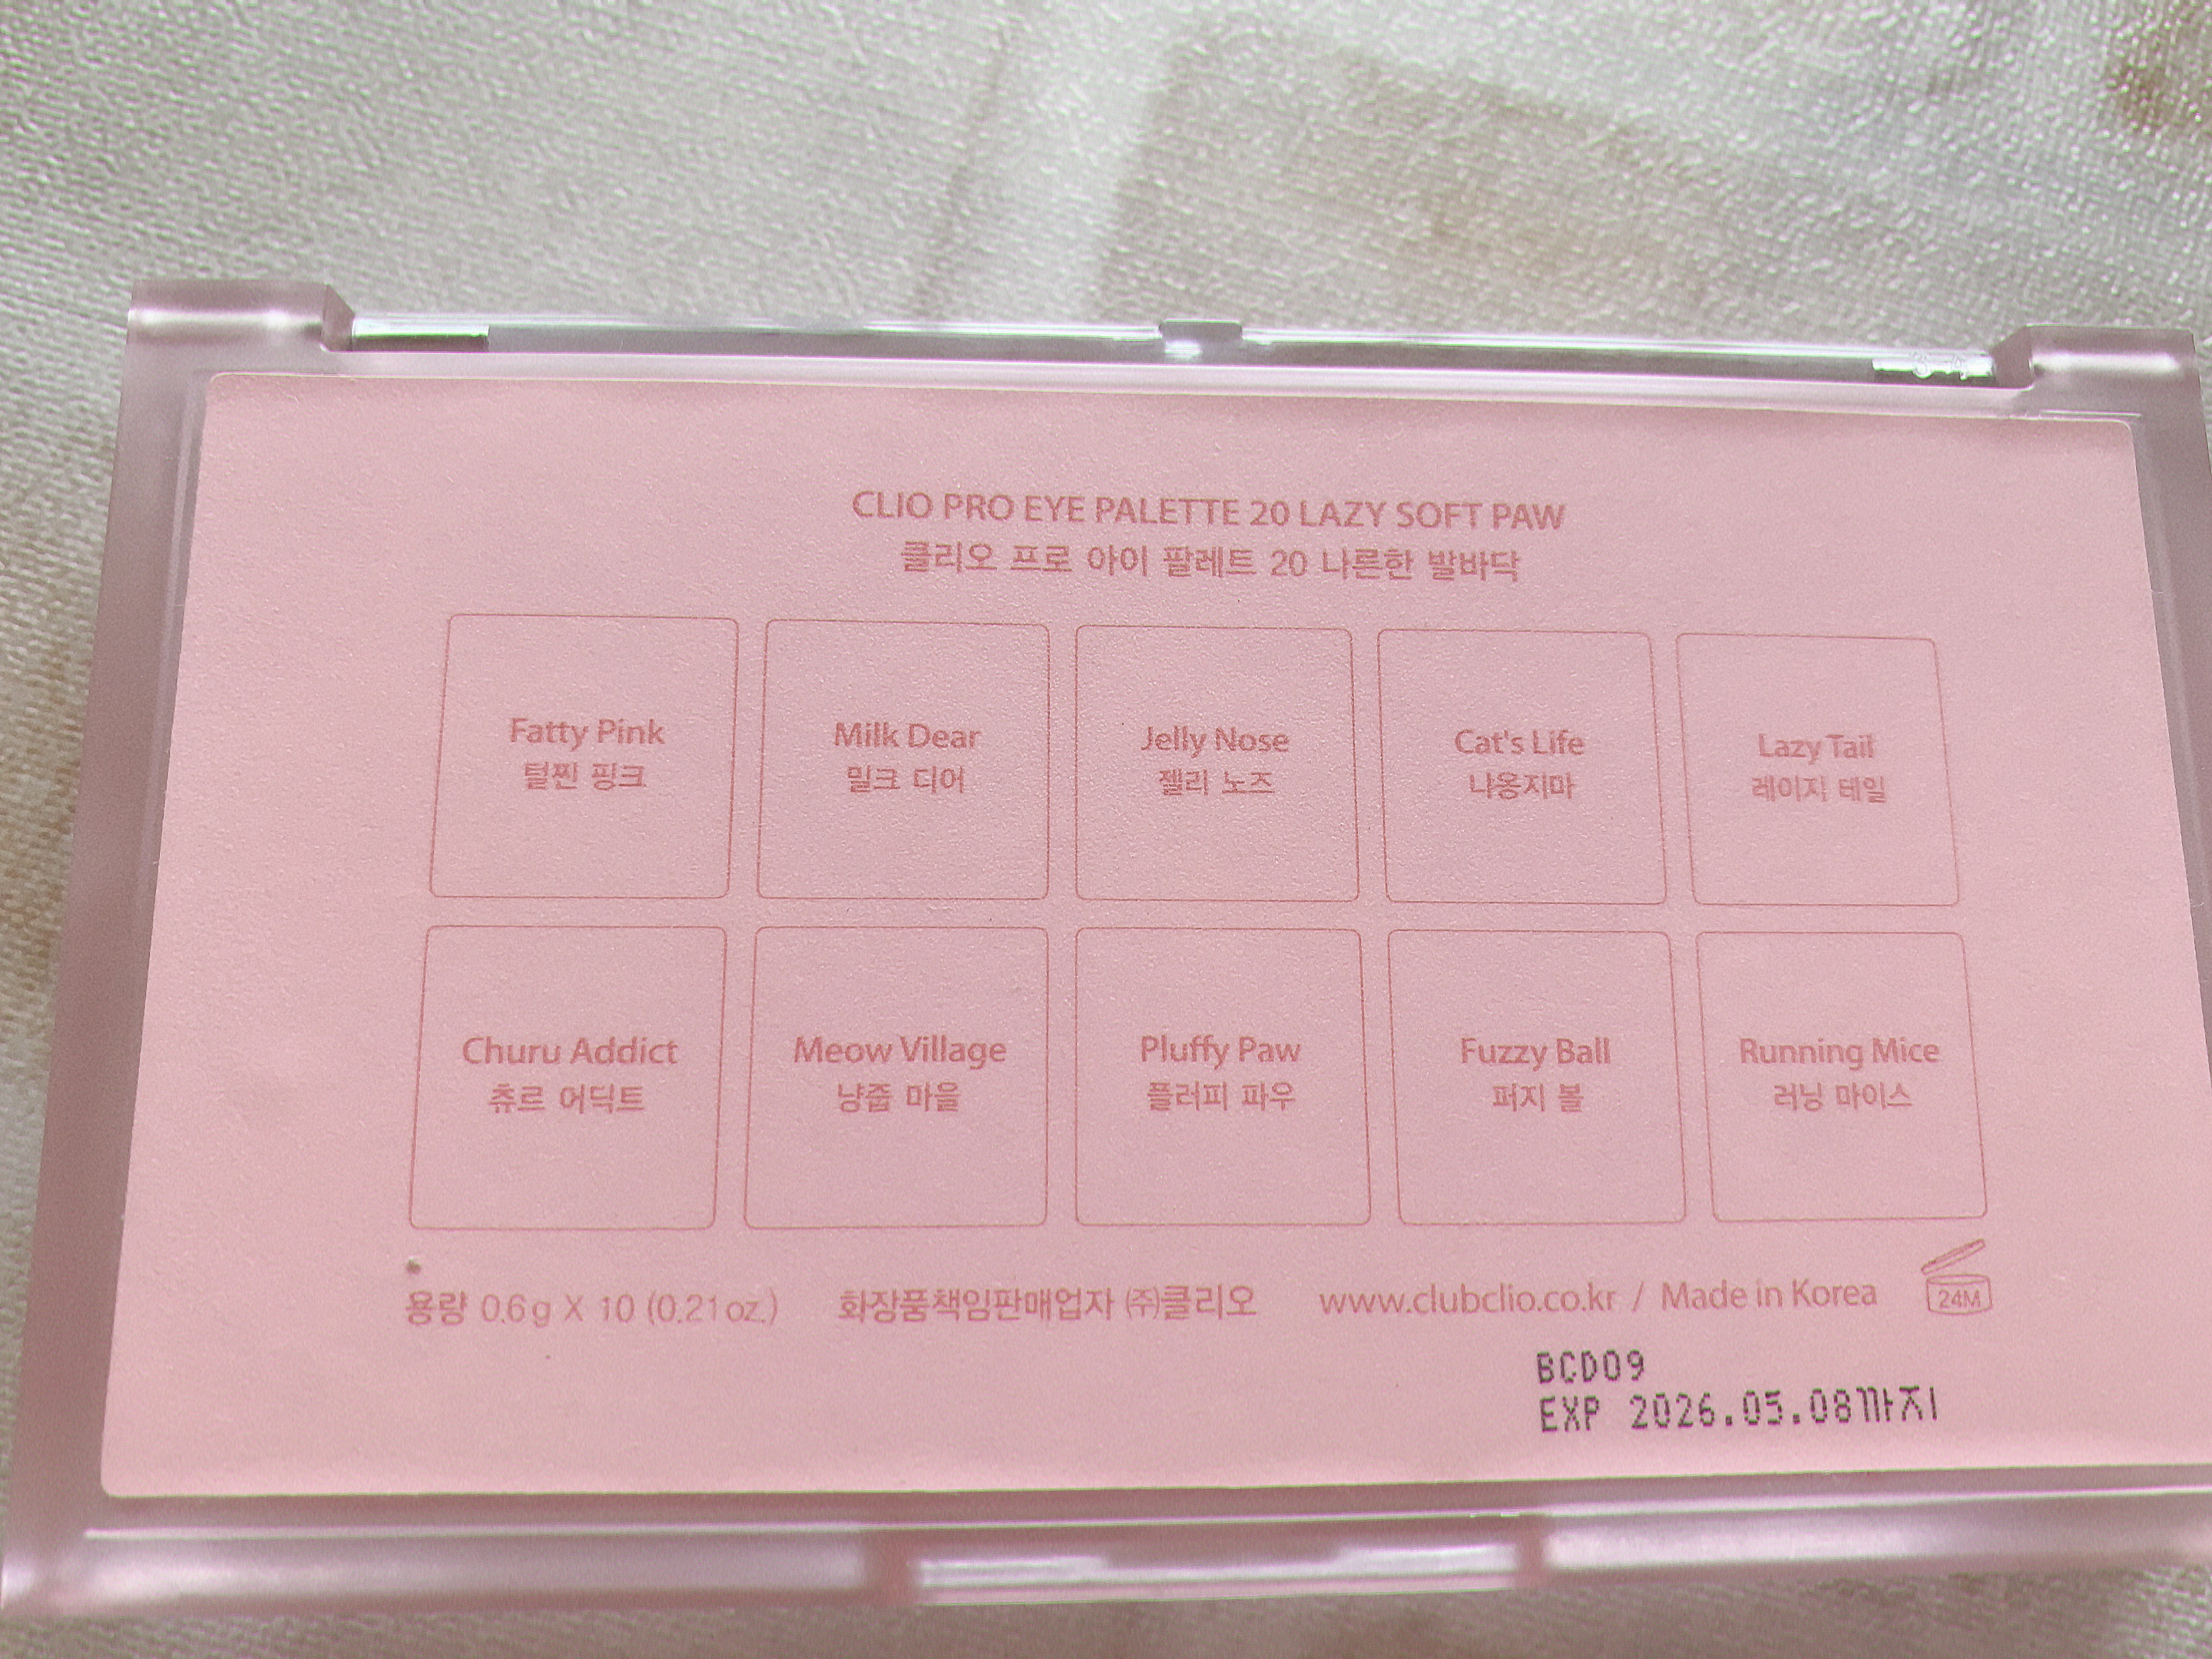 CLIO PRO EYE PALETTE 20 LAZY SOFT PAW
클리오 프로 아이 팔레트 20 나른한 발바닥
Fatty Pink
털찐 핑크
Milk Dear
밀크 디어
Jelly Nose
젤리 노즈
Cat's Life
나옹지마
Lazy Tail
레이지 테일
Churu Addict
츄르 어딕트
Meow Village
냥줍 마을
Pluffy Paw
플러피 파우
Fuzzy Ball
퍼지 볼
Running Mice
러닝 마이스
용량 0.6g X 10 (0.21oz.) 화장품책임판매업자 ㈜클리오 www.clubclio.co.kr / Made in Korea 24M
BCD09
EXP 2026.05.08까지